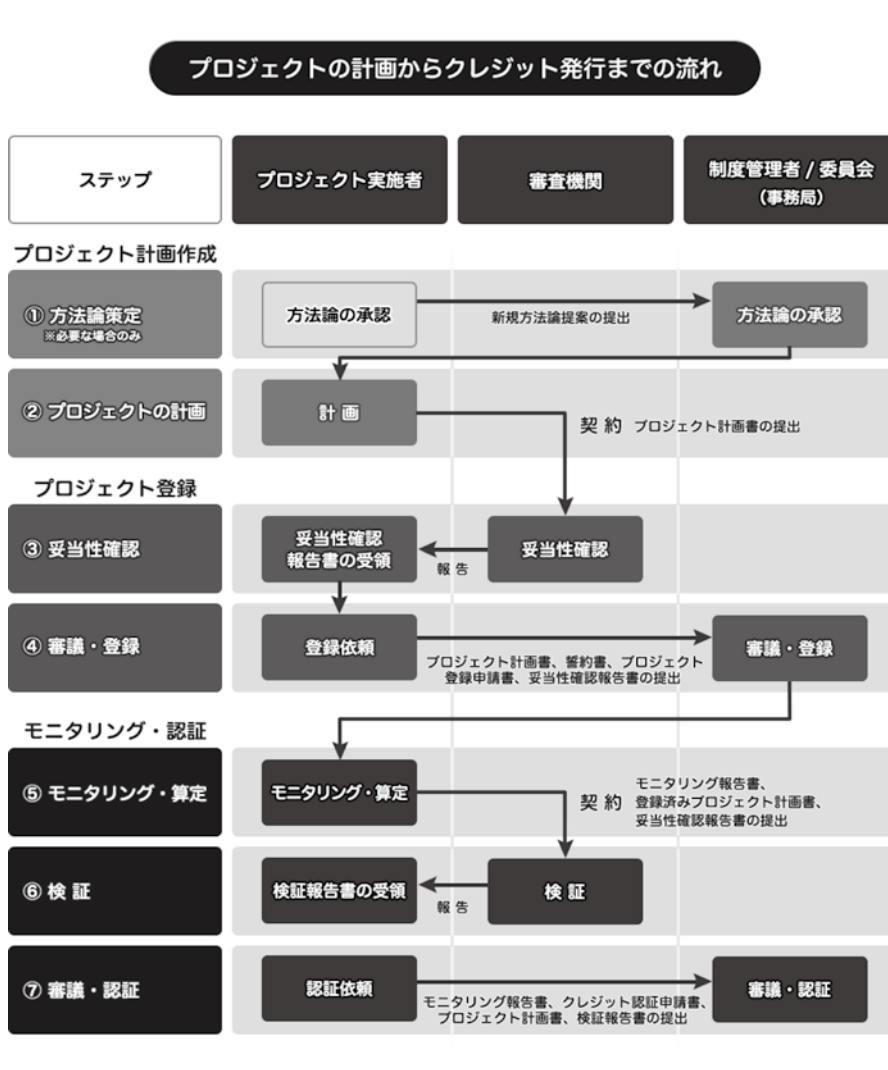 プロジェクトの計画からクレジット発行までの流れ
ステップ
プロジェクト実施者
審査機関
制度管理者 / 委員会
（事務局）
プロジェクト計画作成
① 方法論策定
※必要な場合のみ
方法論の承認
新規方法論提案の提出
方法論の承認
② プロジェクトの計画
計 画
契 約 プロジェクト計画書の提出
プロジェクト登録
③ 妥当性確認
妥当性確認
報告書の受領
報 告
妥当性確認
④ 審議・登録
登録依頼
プロジェクト計画書、誓約書、プロジェクト
登録申請書、妥当性確認報告書の提出
審議・登録
モニタリング・認証
⑤ モニタリング・算定
モニタリング・算定
契 約
モニタリング報告書、
登録済みプロジェクト計画書、
妥当性確認報告書の提出
⑥ 検 証
検証報告書の受領
報 告
検 証
⑦ 審議・認証
認証依頼
モニタリング報告書、クレジット認証申請書、
プロジェクト計画書、検証報告書の提出
審議・認証